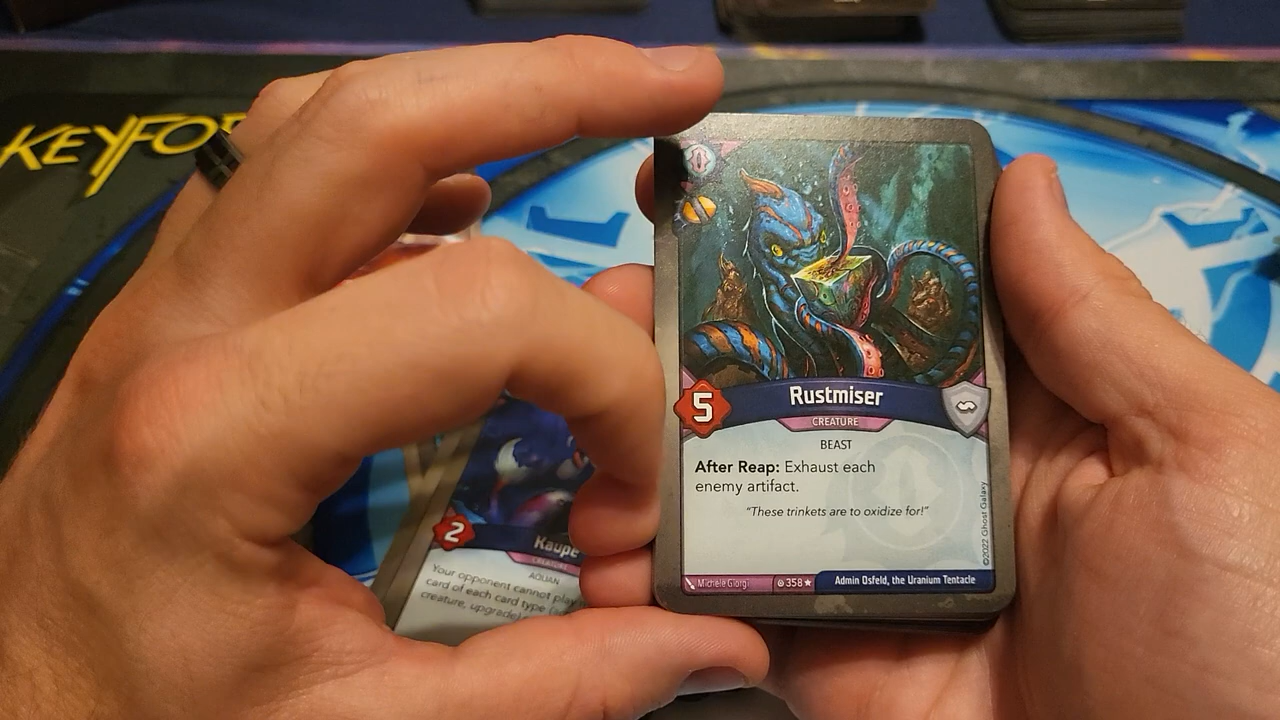 KEYFOR
5
Rustmiser
CREATURE
BEAST
After Reap: Exhaust each
enemy artifact.
"These trinkets are to oxidize for!"
©2022 Ghost Galaxy
Michele Giorgi
358
Admin Osfeld, the Uranium Tentacle
2
Kaupe
CREATURE
AQUAN
Your opponent cannot play
card of each card type
creature, upgrade